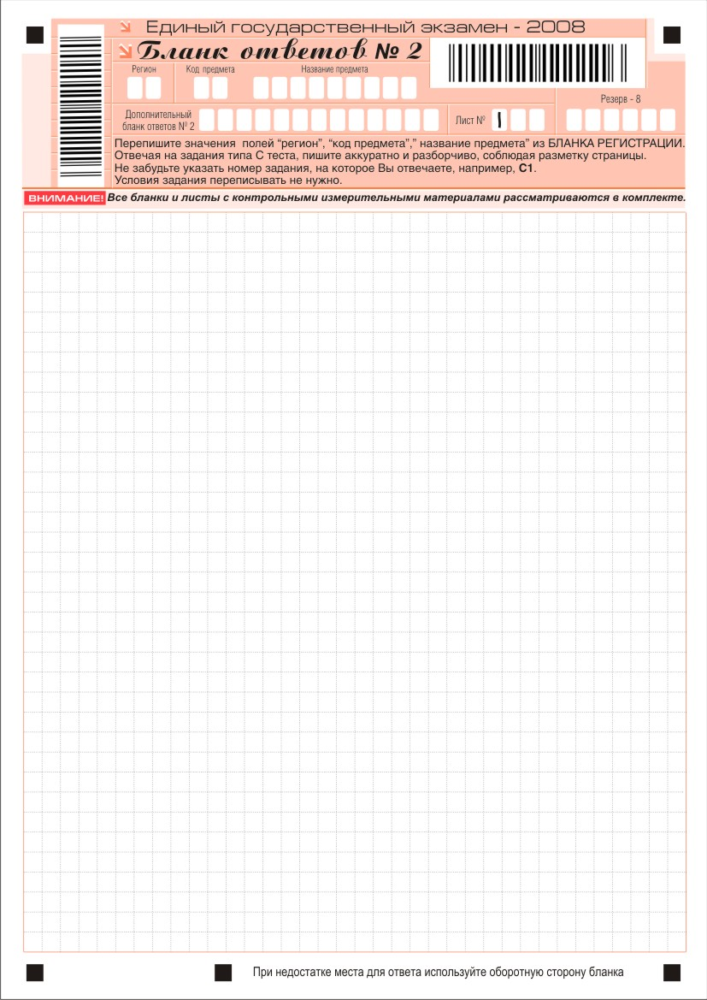 Единый государственный экзамен - 2008
Бланк ответов № 2
Регион
Код предмета
Название предмета
Резерв - 8
Дополнительный
бланк ответов № 2
Лист №
1
Перепишите значения полей “регион”, “код предмета”,” название предмета” из БЛАНКА РЕГИСТРАЦИИ.
Отвечая на задания типа С теста, пишите аккуратно и разборчиво, соблюдая разметку страницы.
Не забудьте указать номер задания, на которое Вы отвечаете, например, С1.
Условия задания переписывать не нужно.
ВНИМАНИЕ! Все бланки и листы с контрольными измерительными материалами рассматриваются в комплекте.
При недостатке места для ответа используйте оборотную сторону бланка